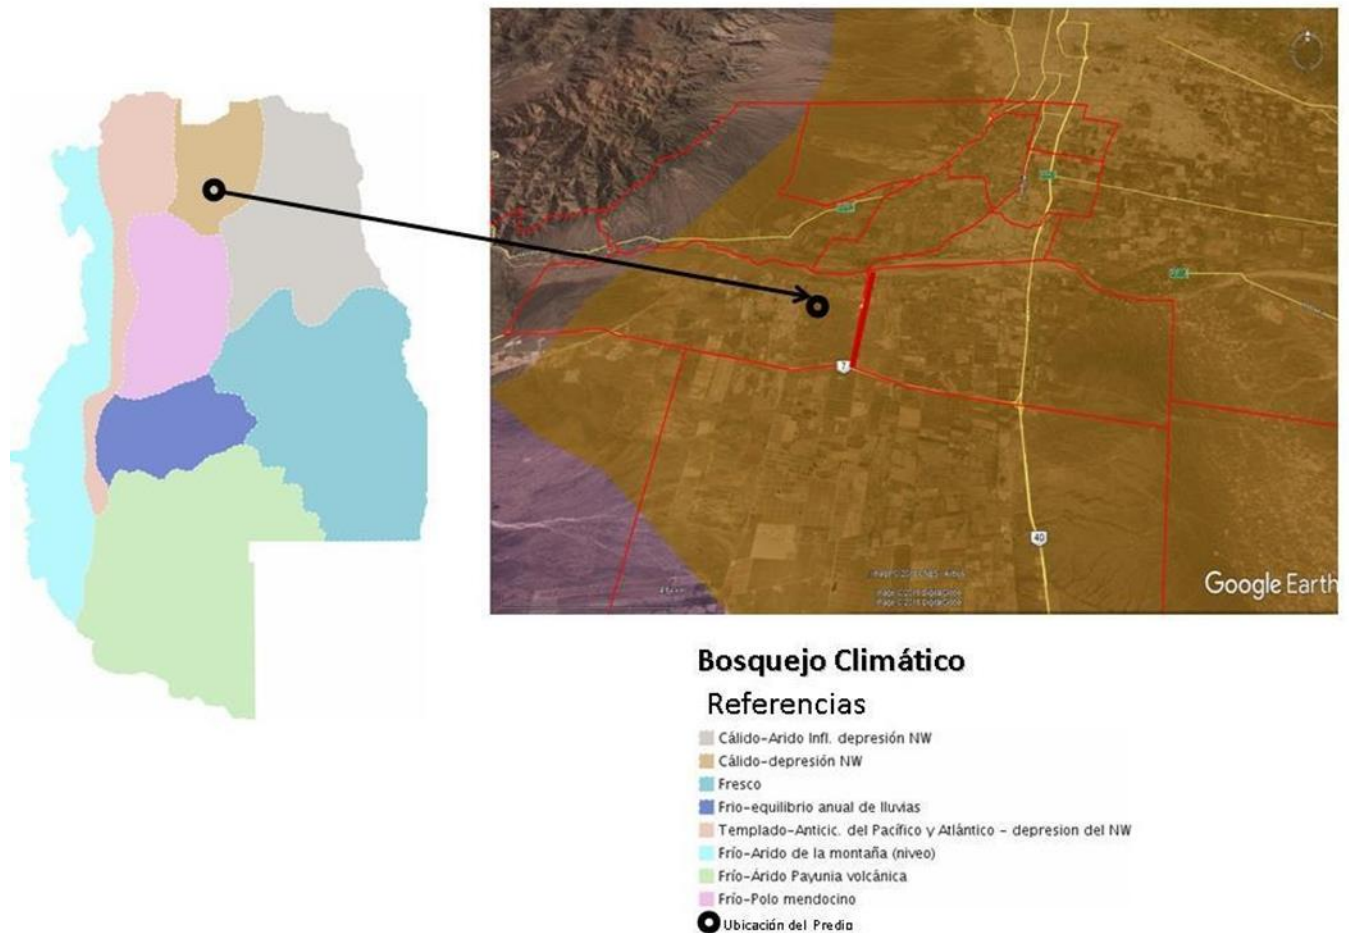 7
40
Google Earth
Bosquejo Climático
Referencias
Cálido-Arido Infl. depresión NW
Cálido-depresión NW
Fresco
Frio-equilibrio anual de lluvias
Templado-Anticic. del Pacífico y Atlántico - depresion del NW
Frío-Arido de la montaña (niveo)
Frío-Árido Payunia volcánica
Frío-Polo mendocino
Ubicación del Predio